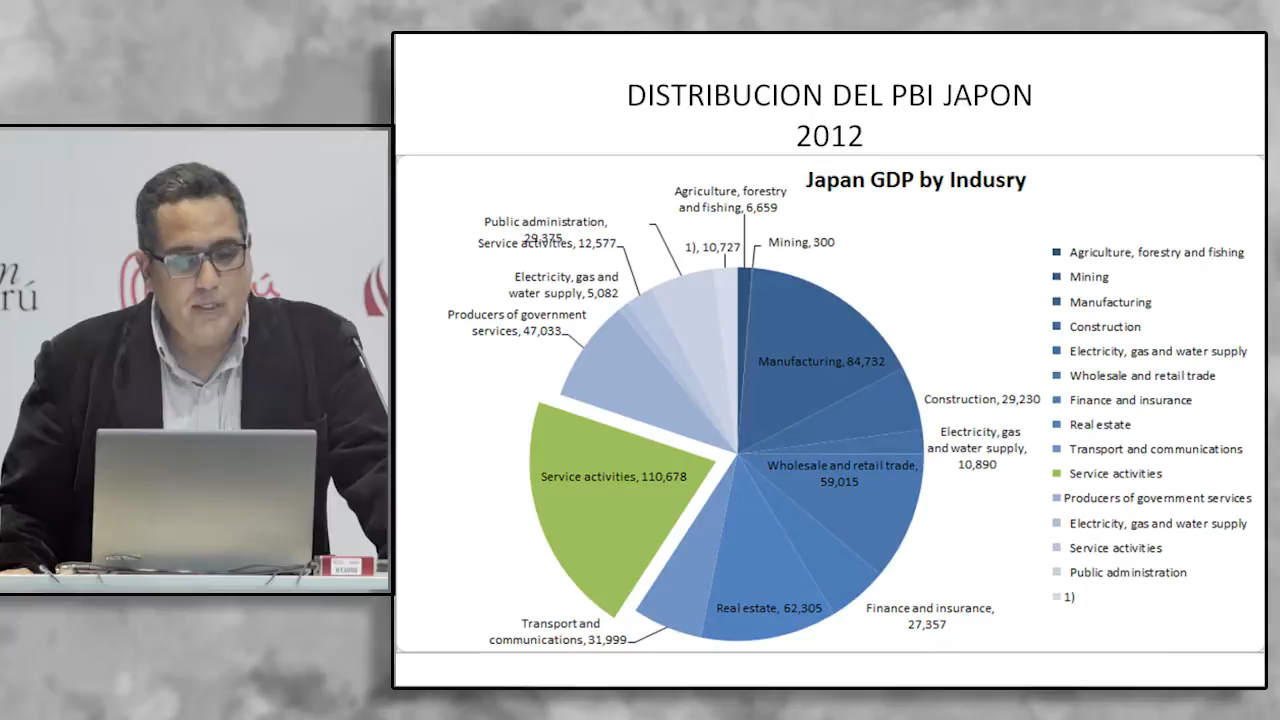 DISTRIBUCION DEL PBI JAPON
2012
Japan GDP by Indusry
Agriculture, forestry
and fishing, 6,659
Public administration,
29,375
Service activities, 12,577
1), 10,727
Mining, 300
Electricity, gas and
water supply, 5,082
Producers of government
services, 47,033
Manufacturing, 84,732
Construction, 29,230
Electricity, gas
and water supply,
10,890
Wholesale and retail trade,
59,015
Service activities, 110,678
Real estate, 62,305
Finance and insurance,
27,357
Transport and
communications, 31,999
Agriculture, forestry and fishing
Mining
Manufacturing
Construction
Electricity, gas and water supply
Wholesale and retail trade
Finance and insurance
Real estate
Transport and communications
Service activities
Producers of government services
Electricity, gas and water supply
Service activities
Public administration
1)